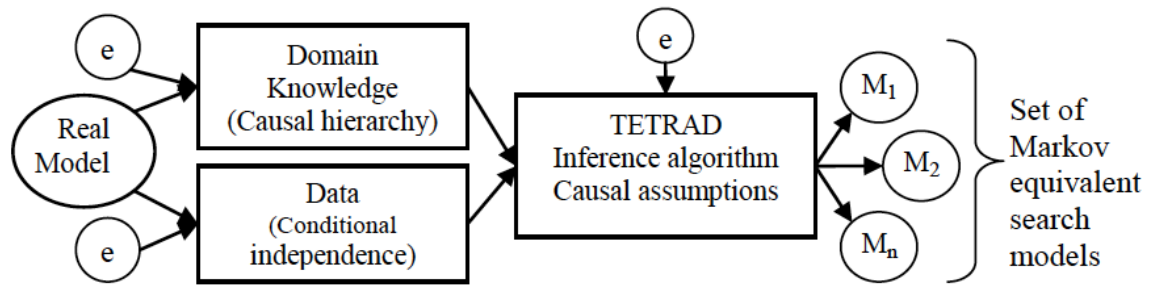 e
Real
Model
e
Domain
Knowledge
(Causal hierarchy)
Data
(Conditional
independence)
e
TETRAD
Inference algorithm
Causal assumptions
M1
M2
Mn
Set of
Markov
equivalent
search
models